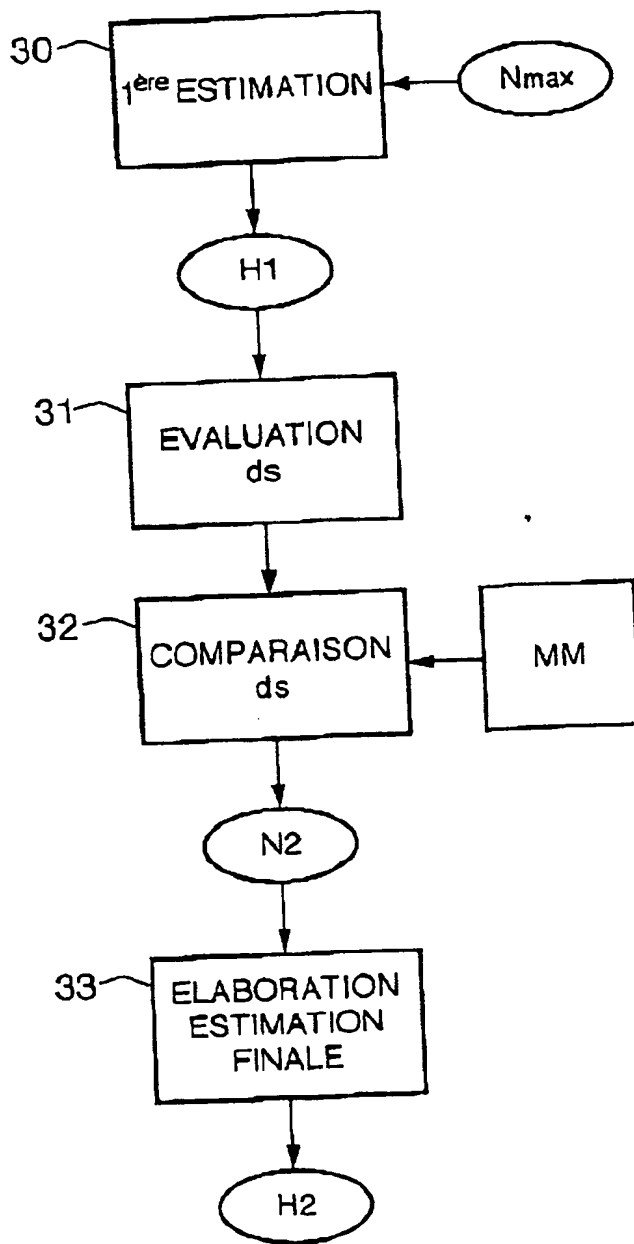 30
1ère ESTIMATION
Nmax
H1
31
EVALUATION
ds
32
COMPARAISON
ds
MM
N2
33
ELABORATION
ESTIMATION
FINALE
H2